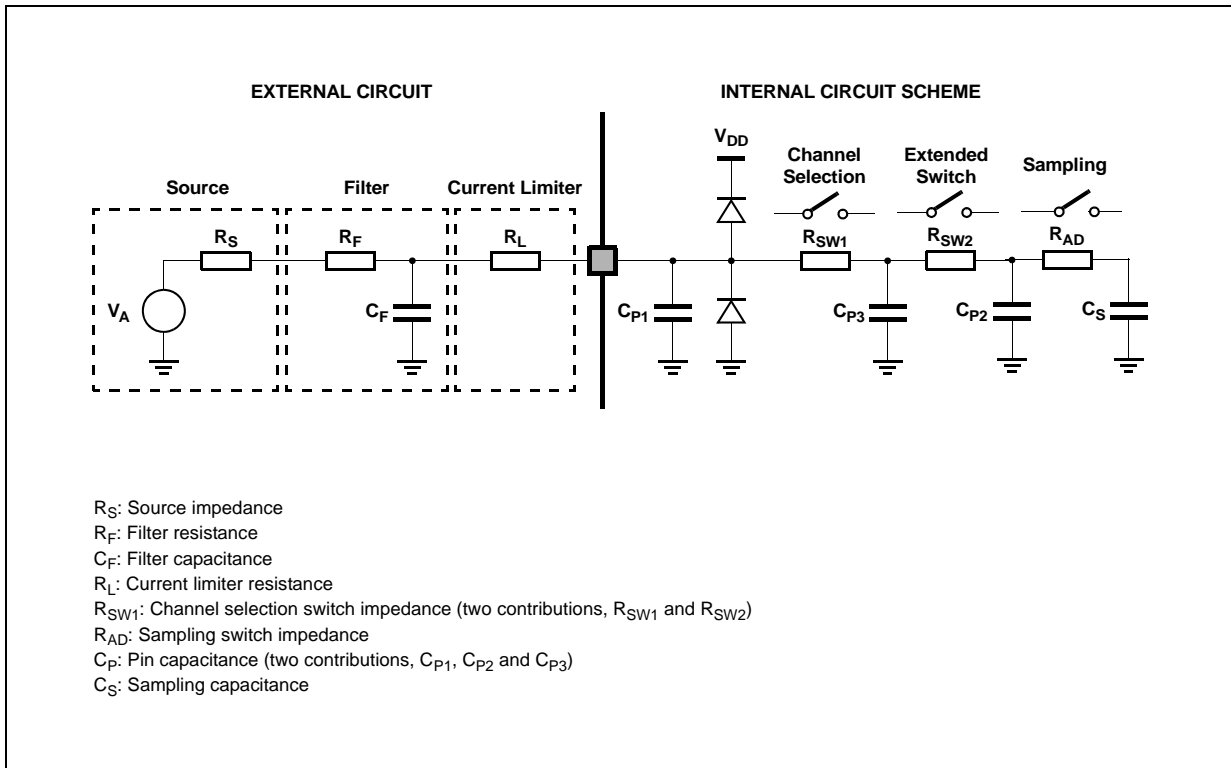 EXTERNAL CIRCUIT
INTERNAL CIRCUIT SCHEME
VDD
Channel
Selection
Extended
Switch
Sampling
Source
Filter
Current Limiter
RS
RF
RL
RSW1
RSW2
RAD
VA
CF
CP1
CP3
CP2
CS
RS: Source impedance
RF: Filter resistance
CF: Filter capacitance
RL: Current limiter resistance
RSW1: Channel selection switch impedance (two contributions, RSW1 and RSW2)
RAD: Sampling switch impedance
CP: Pin capacitance (two contributions, CP1, CP2 and CP3)
CS: Sampling capacitance